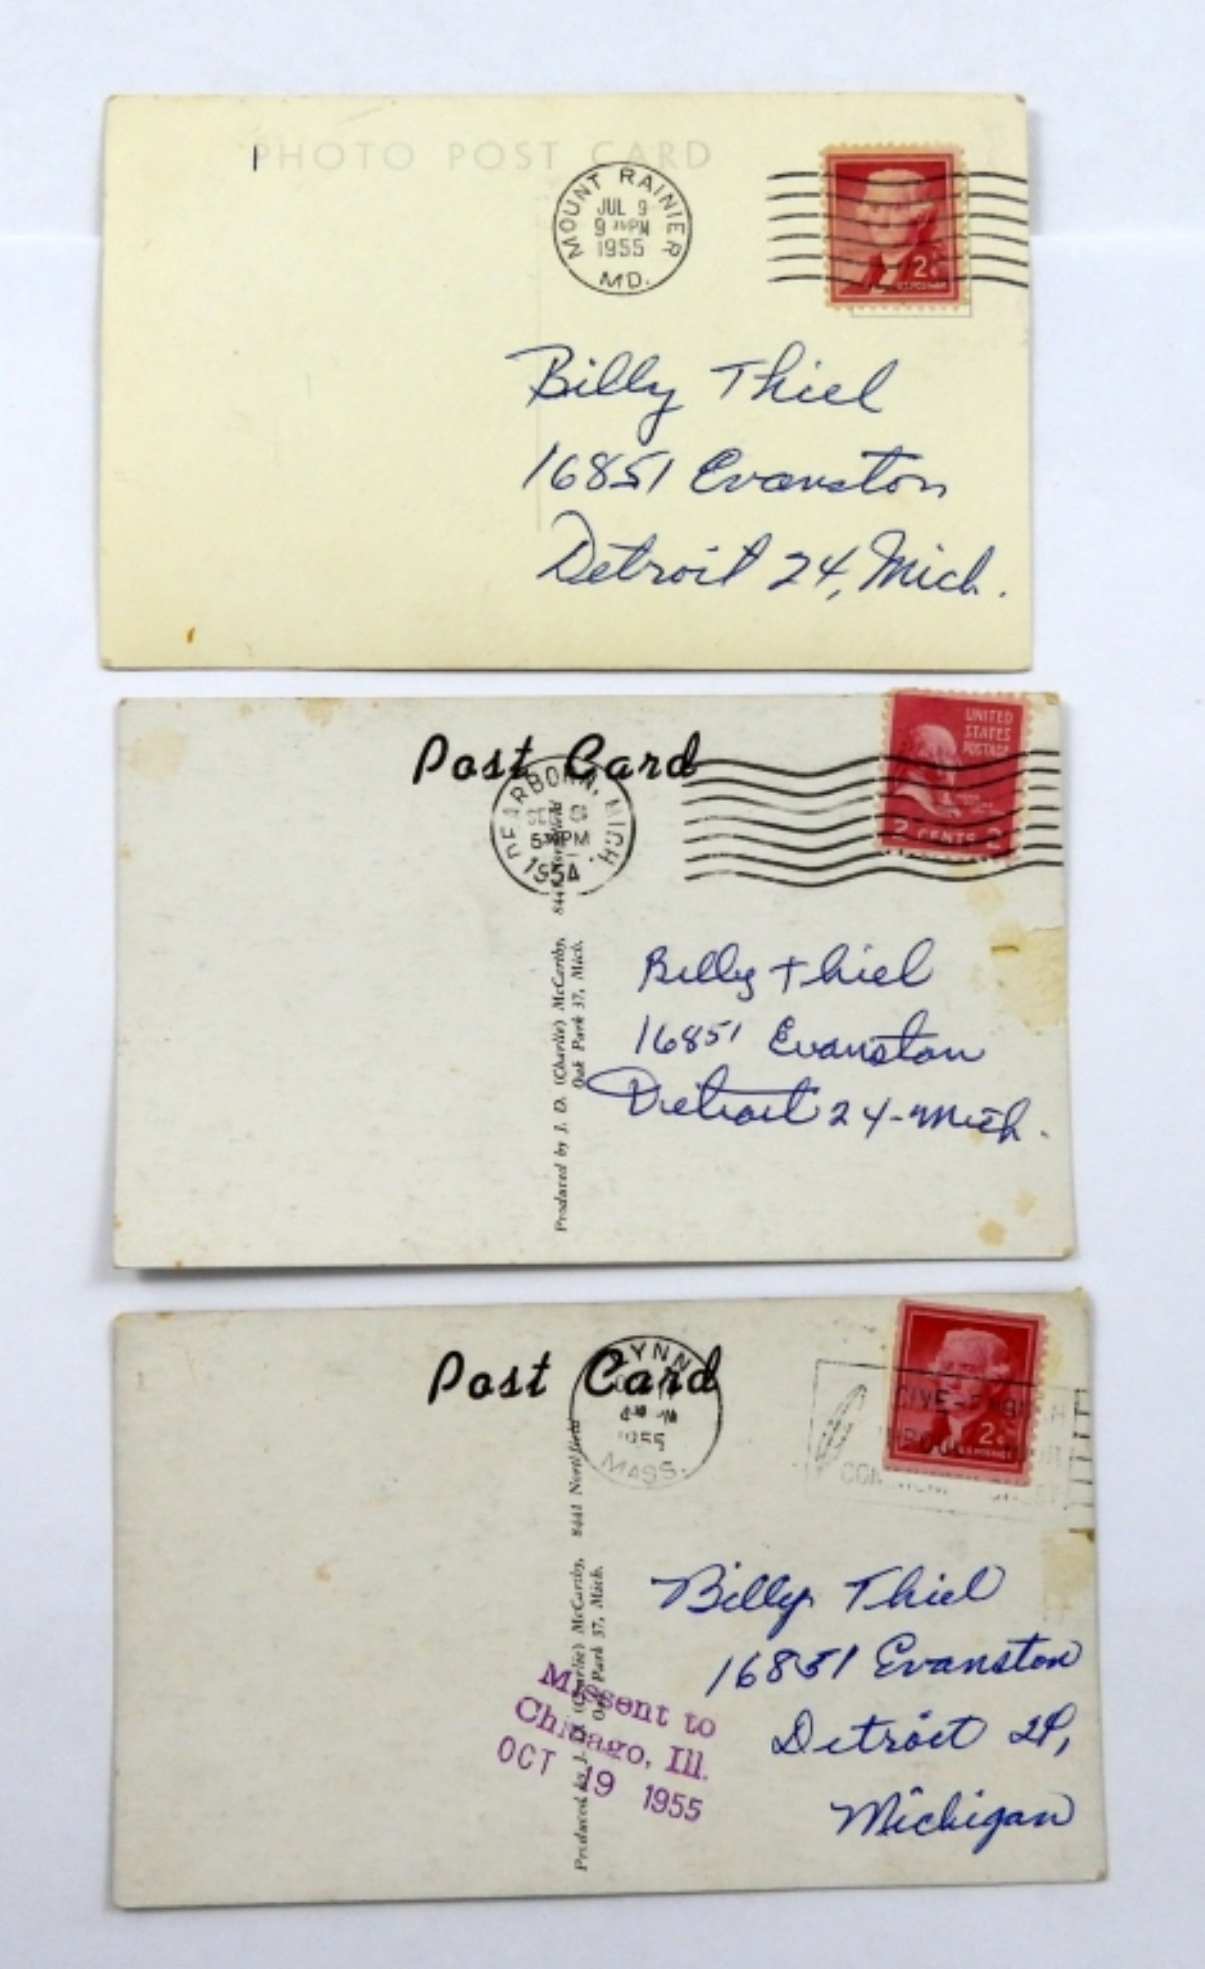 PHOTO POST CARD
MOUNT RAINIER
JUL 9
9 PM
1955
MD.
2¢
Billy Thiel
16851 Evanston
Detroit 24, Mich.
Post Card
DEARBORN, MICH.
5 PM
1954
UNITED
STATES
POSTAGE
2 CENTS 2
Produced by J. D. (Charlie) McCarthy,
Oak Park 37, Mich.
Billy Thiel
16851 Evanston
Detroit 24-Mich.
Post Card
LYNN
1955
MASS.
2¢
GIVE
Produced by J. D. (Charlie) McCarthy, 8441 Northfield
Oak Park 37, Mich.
Billy Thiel
16851 Evanston
Detroit 24,
Michigan
Missent to
Chicago, Ill.
OCT 19 1955